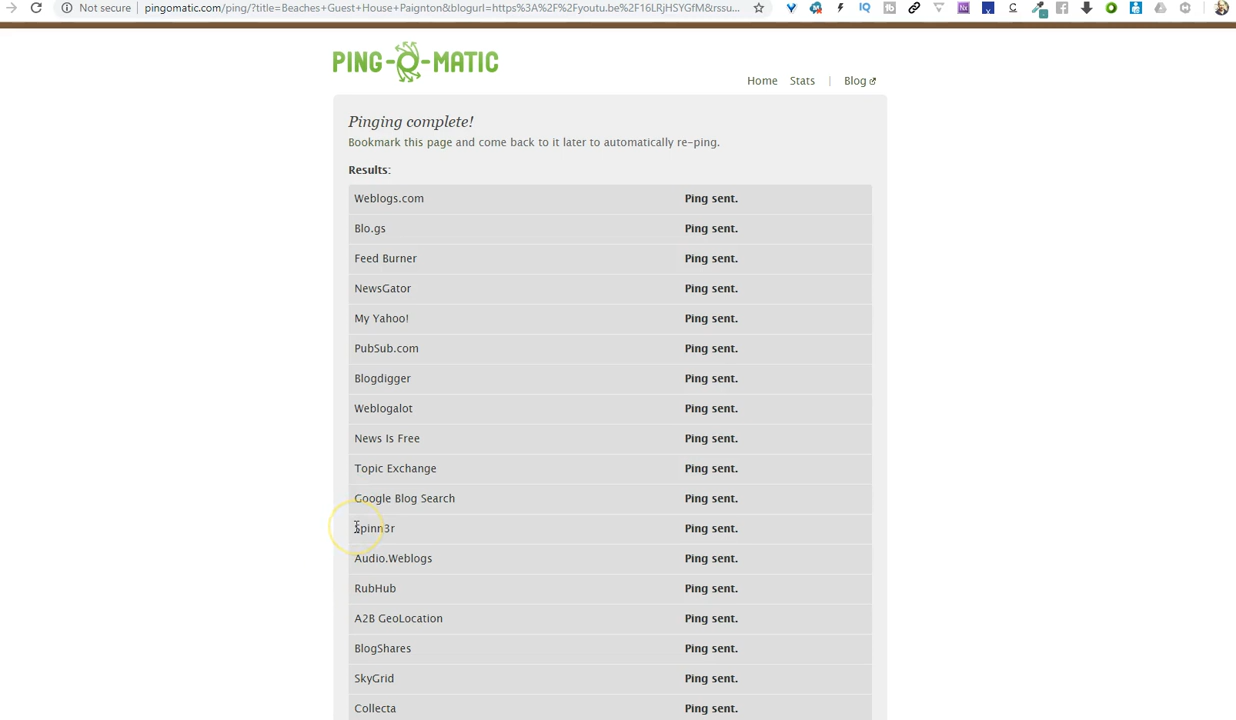 Not secure pingomatic.com/ping/?title=Beaches+Guest+House+Paignton&blogurl=https%3A%2F%2Fyoutu.be%2F16LRjHSYGfM&rssu...
PING-O-MATIC
Home Stats | Blog
Pinging complete!
Bookmark this page and come back to it later to automatically re-ping.
Results:
Weblogs.com Ping sent.
Blo.gs Ping sent.
Feed Burner Ping sent.
NewsGator Ping sent.
My Yahoo! Ping sent.
PubSub.com Ping sent.
Blogdigger Ping sent.
Weblogalot Ping sent.
News Is Free Ping sent.
Topic Exchange Ping sent.
Google Blog Search Ping sent.
Spinn3r Ping sent.
Audio.Weblogs Ping sent.
RubHub Ping sent.
A2B GeoLocation Ping sent.
BlogShares Ping sent.
SkyGrid Ping sent.
Collecta Ping sent.